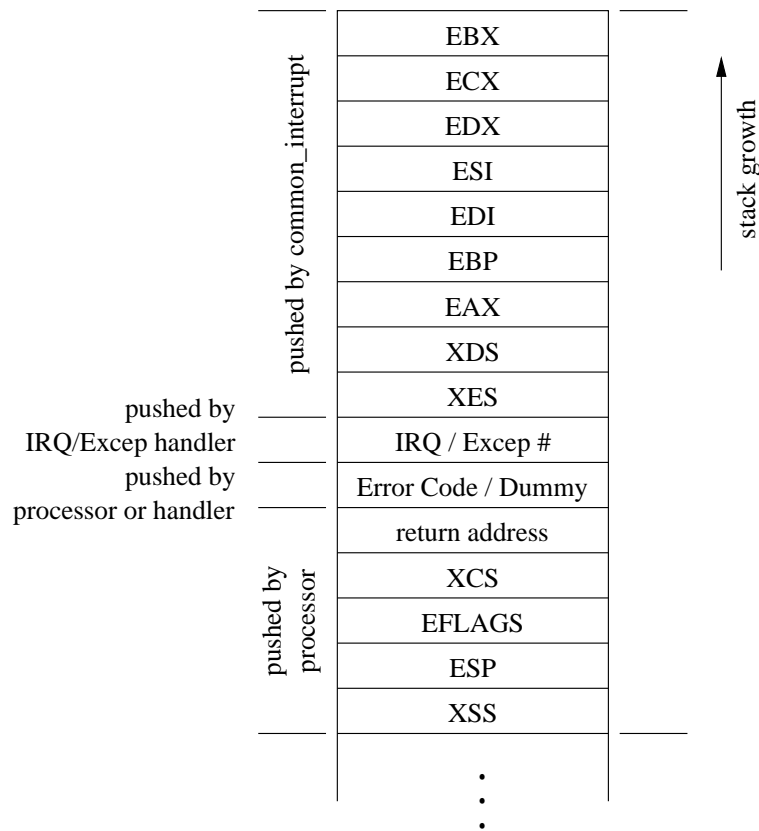 EBX
ECX
EDX
ESI
EDI
EBP
EAX
XDS
XES
IRQ / Excep #
Error Code / Dummy
return address
XCS
EFLAGS
ESP
XSS
pushed by common_interrupt
pushed by
IRQ/Excep handler
pushed by
processor or handler
pushed by
processor
stack growth